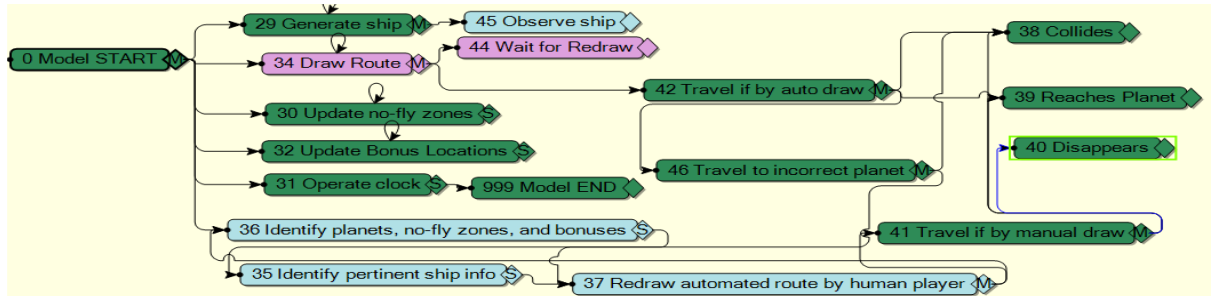 29 Generate ship M
45 Observe ship
38 Collides
0 Model START M
34 Draw Route M
44 Wait for Redraw
42 Travel if by auto draw M
39 Reaches Planet
30 Update no-fly zones S
32 Update Bonus Locations S
40 Disappears
46 Travel to incorrect planet M
31 Operate clock S
999 Model END
36 Identify planets, no-fly zones, and bonuses S
41 Travel if by manual draw M
35 Identify pertinent ship info S
37 Redraw automated route by human player M